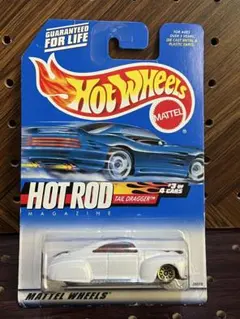 GUARANTEED
FOR LIFE
Hot Wheels
MATTEL
HOT ROD
MAGAZINE
#3 OF
4 CARS
TAIL DRAGGER
MATTEL WHEELS